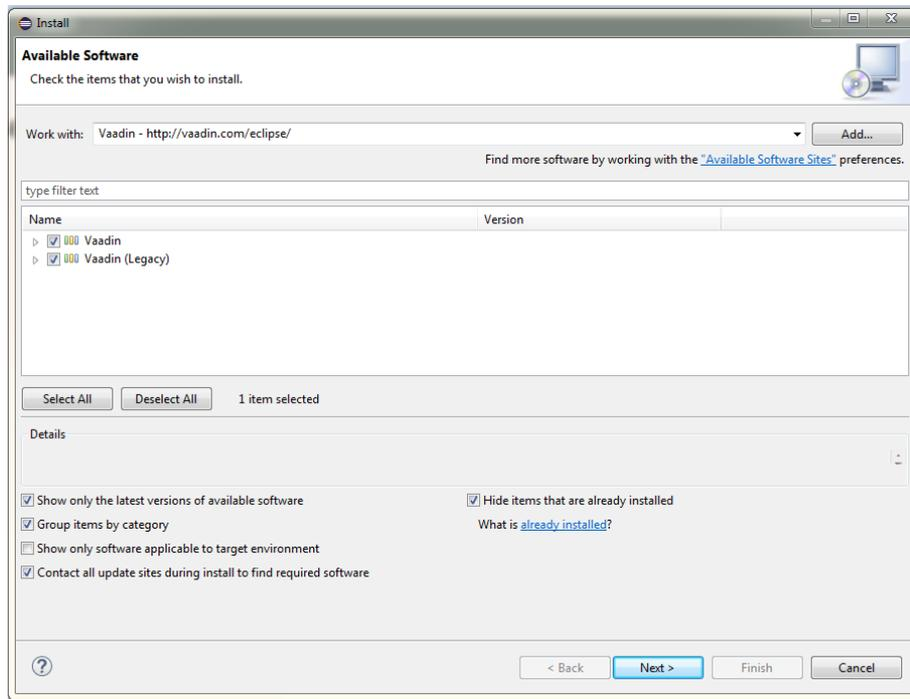 Install
Available Software
Check the items that you wish to install.
Work with: Vaadin - http://vaadin.com/eclipse/ Add...
Find more software by working with the "Available Software Sites" preferences.
type filter text
Name Version
Vaadin
Vaadin (Legacy)
Select All Deselect All 1 item selected
Details
Show only the latest versions of available software Hide items that are already installed
Group items by category What is already installed?
Show only software applicable to target environment
Contact all update sites during install to find required software
? < Back Next > Finish Cancel